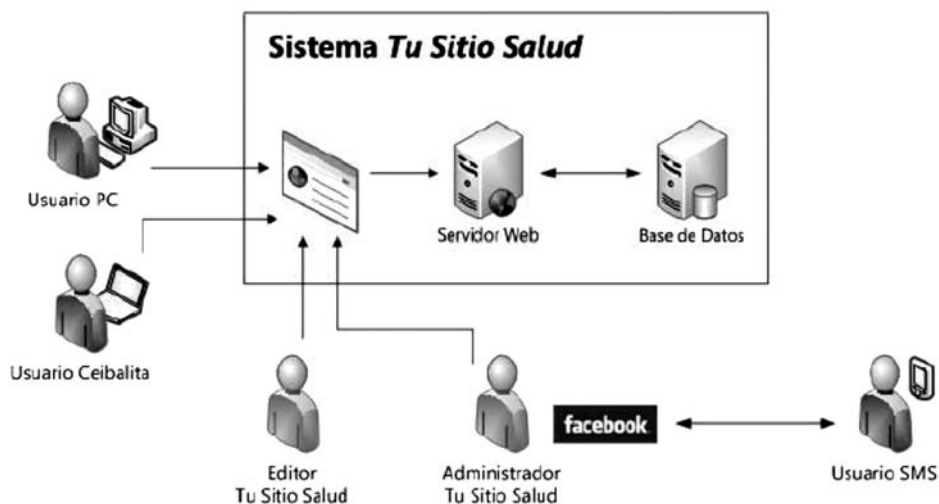 Sistema Tu Sitio Salud
Usuario PC
Servidor Web
Base de Datos
Usuario Ceibalita
Editor
Tu Sitio Salud
Administrador
Tu Sitio Salud
facebook
Usuario SMS